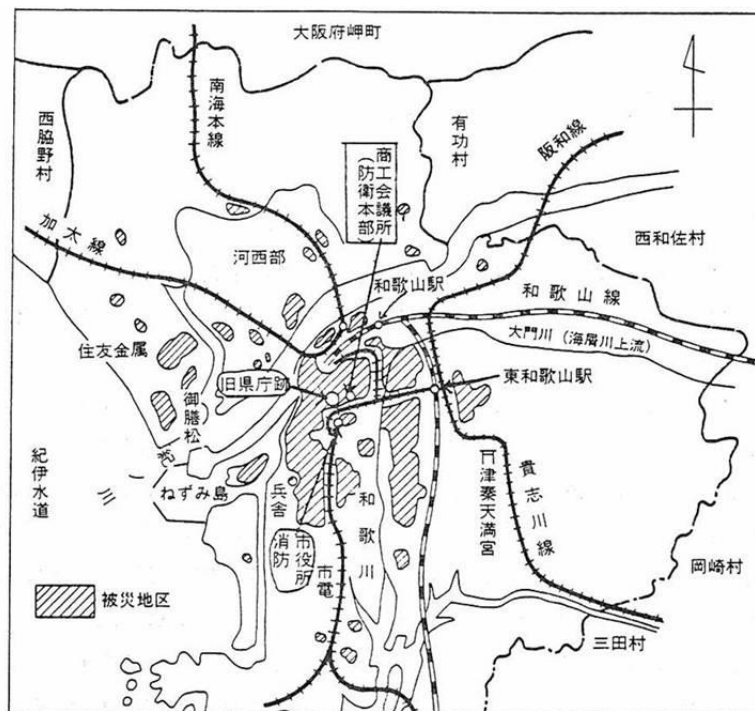 大阪府岬町
南海本線
西脇野村
有功村
阪和線
商工会議所
(防衛本部)
加太線
河西部
西和佐村
和歌山駅
和歌山線
大門川(海屠川上流)
住友金属
旧県庁跡
東和歌山駅
御膳松
紀伊水道
紀ノ川
ねずみ島
兵舎
和歌川
津秦天満宮
貴志川線
市役所
消防
市電
岡崎村
被災地区
三田村